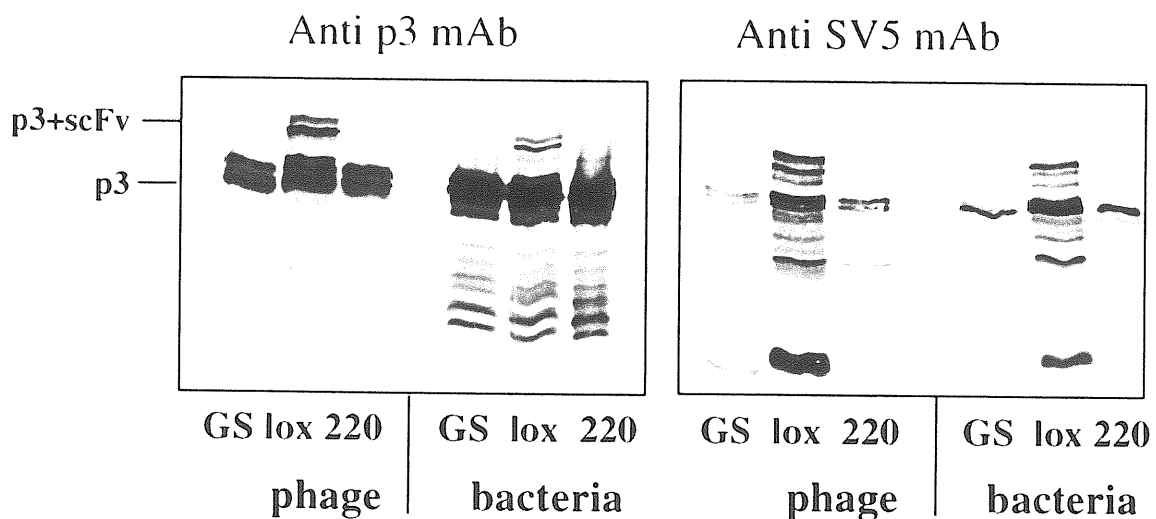 Anti p3 mAb
Anti SV5 mAb
p3+scFv
p3
GS lox 220
GS lox 220
GS lox 220
GS lox 220
phage
bacteria
phage
bacteria